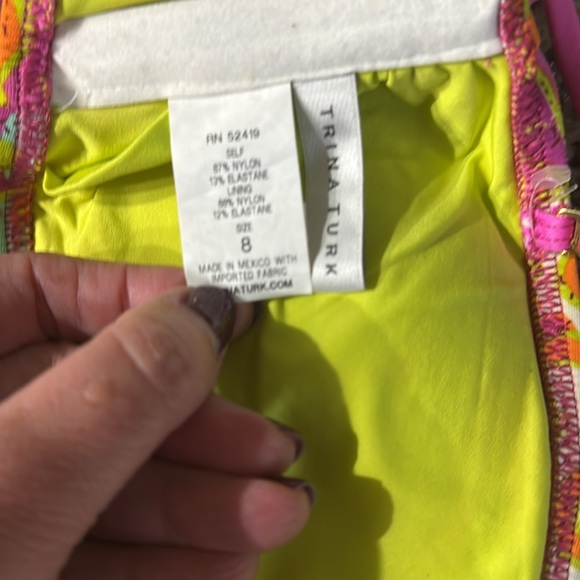 RN 52419
SELF
87% NYLON
13% ELASTANE
LINING
88% NYLON
12% ELASTANE
SIZE
8
MADE IN MEXICO WITH
IMPORTED FABRIC
TRINA TURK